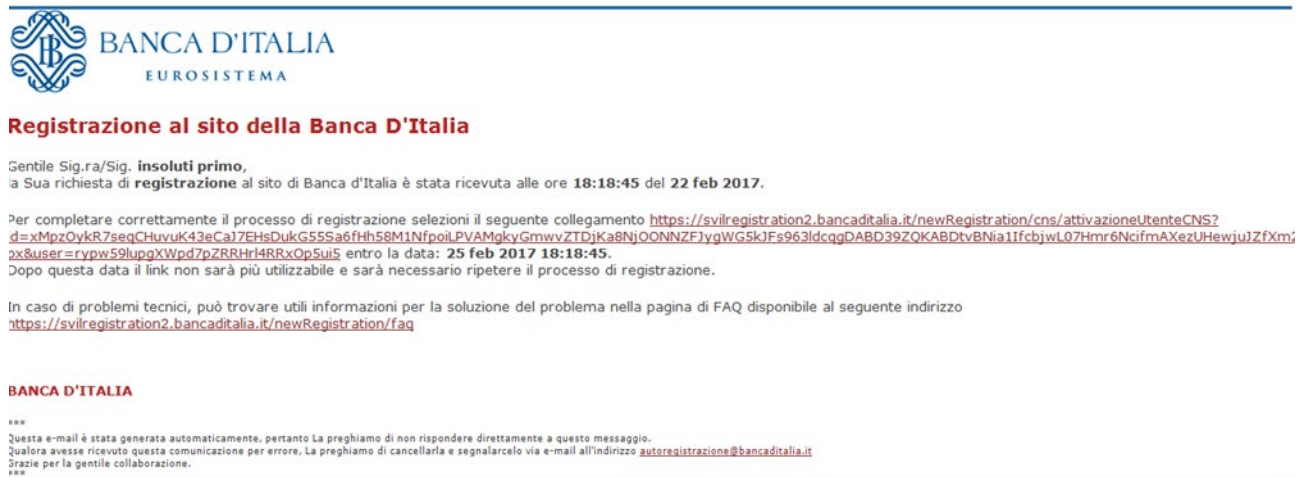 BANCA D'ITALIA
EUROSISTEMA
Registrazione al sito della Banca D'Italia
Gentile Sig.ra/Sig. insoluti primo,
la Sua richiesta di registrazione al sito di Banca d'Italia è stata ricevuta alle ore 18:18:45 del 22 feb 2017.
Per completare correttamente il processo di registrazione selezioni il seguente collegamento https://svilregistration2.bancaditalia.it/newRegistration/cns/attivazioneUtenteCNS?
id=xMpzOykR7seqCHuvuK43eCaJ7EHsDukG55Sa6fHh58M1NfpoiLPVAMgkyGmwvZTDjKa8NjOONNZFJygWG5kJFs963ldcqgDABD39ZQKABDtvBNia1IfcbjwL07Hmr6NcifmAXezUHewjuJZfXm2
px&user=rypw59lupgXWpd7pZRRHrl4RRxOp5ui5 entro la data: 25 feb 2017 18:18:45.
Dopo questa data il link non sarà più utilizzabile e sarà necessario ripetere il processo di registrazione.
In caso di problemi tecnici, può trovare utili informazioni per la soluzione del problema nella pagina di FAQ disponibile al seguente indirizzo
https://svilregistration2.bancaditalia.it/newRegistration/faq
BANCA D'ITALIA
***
Questa e-mail è stata generata automaticamente, pertanto La preghiamo di non rispondere direttamente a questo messaggio.
Qualora avesse ricevuto questa comunicazione per errore, La preghiamo di cancellarla e segnalarcelo via e-mail all'indirizzo autoregistrazione@bancaditalia.it
Grazie per la gentile collaborazione.
***